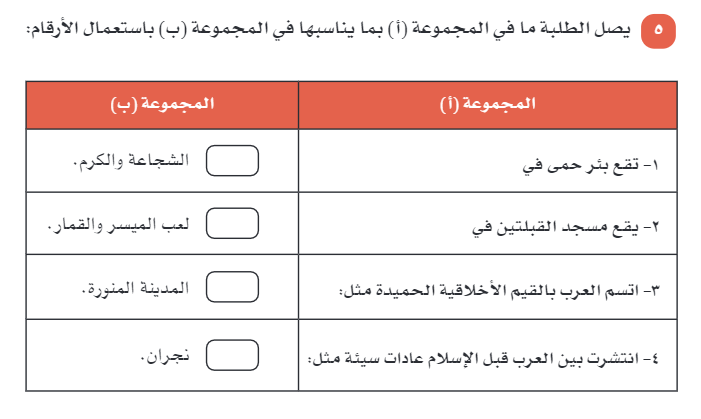 ٥ يصل الطلبة ما في المجموعة (أ) بما يناسبها في المجموعة (ب) باستعمال الأرقام:
المجموعة (أ) المجموعة (ب)
١- تقع بئر حمى في الشجاعة والكرم.
٢- يقع مسجد القبلتين في لعب الميسر والقمار.
٣- اتسم العرب بالقيم الأخلاقية الحميدة مثل: المدينة المنورة.
٤- انتشرت بين العرب قبل الإسلام عادات سيئة مثل: نجران.